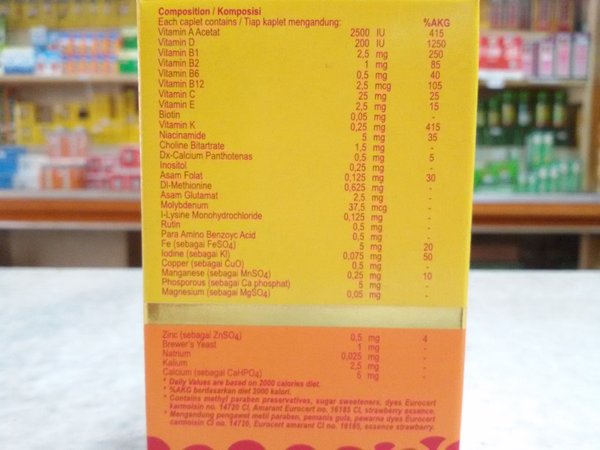 Composition / Komposisi
Each caplet contains / Tiap kaplet mengandung: %AKG
Vitamin A Acetat 2500 IU 415
Vitamin D 200 IU 1250
Vitamin B1 2,5 mg 250
Vitamin B2 1 mg 85
Vitamin B6 0,5 mg 40
Vitamin B12 2,5 mcg 105
Vitamin C 25 mg 25
Vitamin E 2,5 mg 15
Biotin 0,05 mg -
Vitamin K 0,25 mg 415
Niacinamide 5 mg 35
Choline Bitartrate 1,5 mg -
Dx-Calcium Panthotenas 0,5 mg 5
Inositol 0,25 mg -
Asam Folat 0,125 mg 30
Dl-Methionine 0,625 mg -
Asam Glutamat 2,5 mg -
Molybdenum 37,5 mcg -
l-Lysine Monohydrochloride 0,125 mg -
Rutin 0,5 mg -
Para Amino Benzoyc Acid 0,5 mg -
Fe (sebagai FeSO4) 5 mg 20
Iodine (sebagai KI) 0,075 mg 50
Copper (sebagai CuO) 0,5 mg -
Manganese (sebagai MnSO4) 0,25 mg 10
Phosporous (sebagai Ca phosphat) 5 mg -
Magnesium (sebagai MgSO4) 0,05 mg -
Zinc (sebagai ZnSO4) 0,5 mg 4
Brewer's Yeast 1 mg -
Natrium 0,025 mg -
Kalium 2,5 mg -
Calcium (sebagai CaHPO4) 5 mg -
* Daily Values are based on 2000 calories diet.
* %AKG berdasarkan diet 2000 kalori.
* Contains methyl paraben preservatives, sugar sweeteners, dyes Eurocert
karmoisin no. 14720 CI, Amarant Eurocert no. 16185 CI, strawberry essence.
* Mengandung pengawet metil paraben, pemanis gula, pewarna dyes Eurocert
carmoisin CI no. 14720, Eurocert amarant CI no. 16185, essence strawberry.